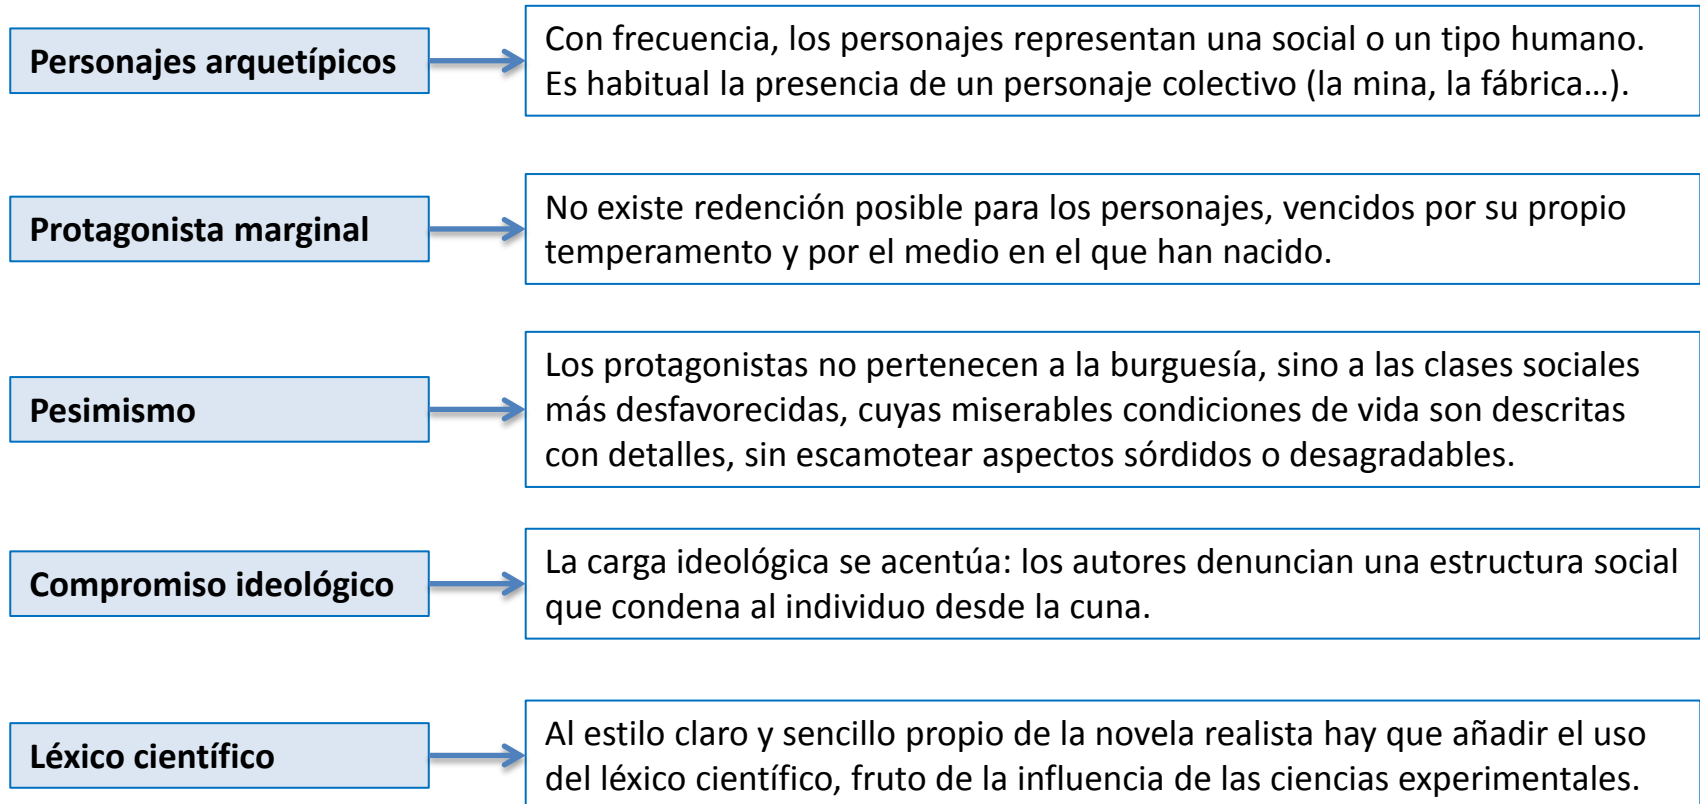 Personajes arquetípicos
Con frecuencia, los personajes representan una social o un tipo humano.
Es habitual la presencia de un personaje colectivo (la mina, la fábrica…).
Protagonista marginal
No existe redención posible para los personajes, vencidos por su propio
temperamento y por el medio en el que han nacido.
Pesimismo
Los protagonistas no pertenecen a la burguesía, sino a las clases sociales
más desfavorecidas, cuyas miserables condiciones de vida son descritas
con detalles, sin escamotear aspectos sórdidos o desagradables.
Compromiso ideológico
La carga ideológica se acentúa: los autores denuncian una estructura social
que condena al individuo desde la cuna.
Léxico científico
Al estilo claro y sencillo propio de la novela realista hay que añadir el uso
del léxico científico, fruto de la influencia de las ciencias experimentales.